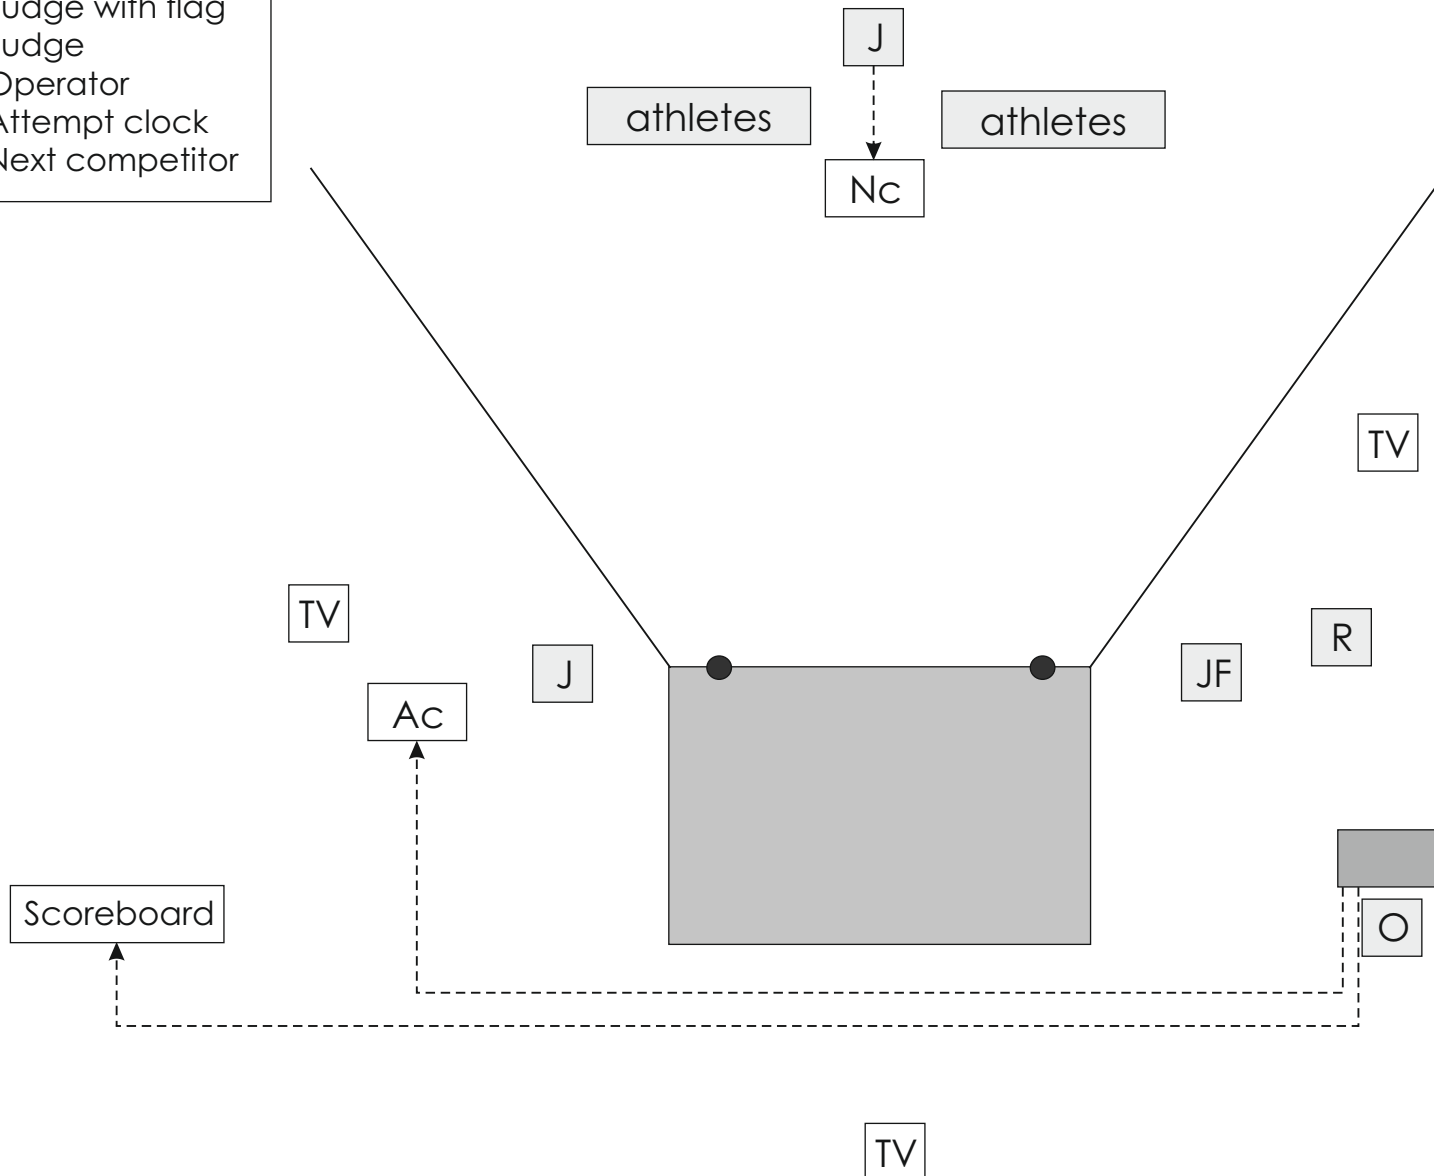 udge with flag
udge
Operator
Attempt clock
Next competitor
J
athletes
athletes
Nc
TV
TV
R
J
JF
Ac
Scoreboard
O
TV